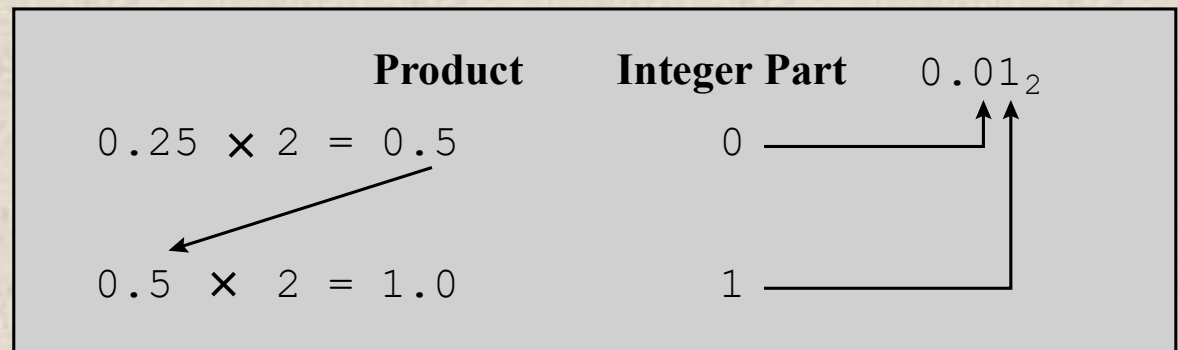 Product Integer Part 0.01₂
0.25 × 2 = 0.5 0
0.5 × 2 = 1.0 1